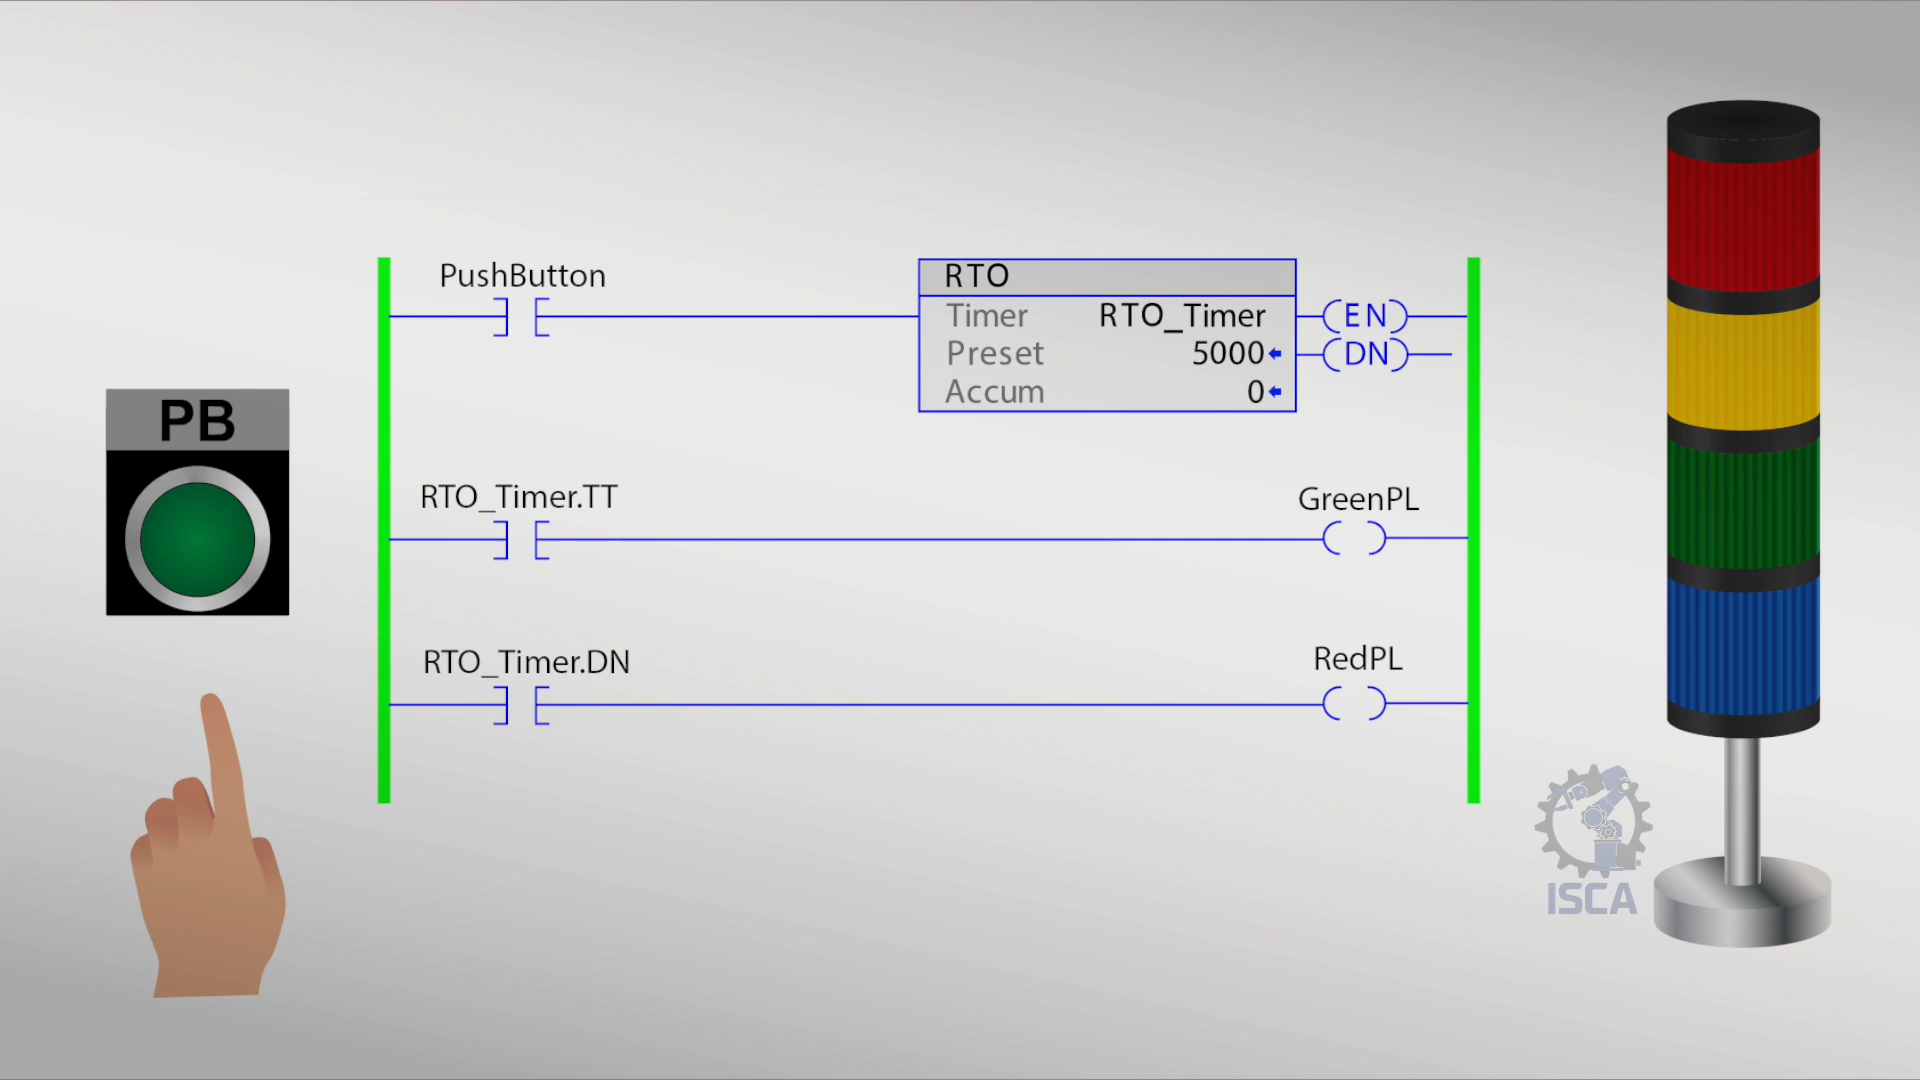 PushButton
RTO
Timer RTO_Timer
Preset 5000
Accum 0
EN
DN
PB
RTO_Timer.TT
GreenPL
RTO_Timer.DN
RedPL
ISCA